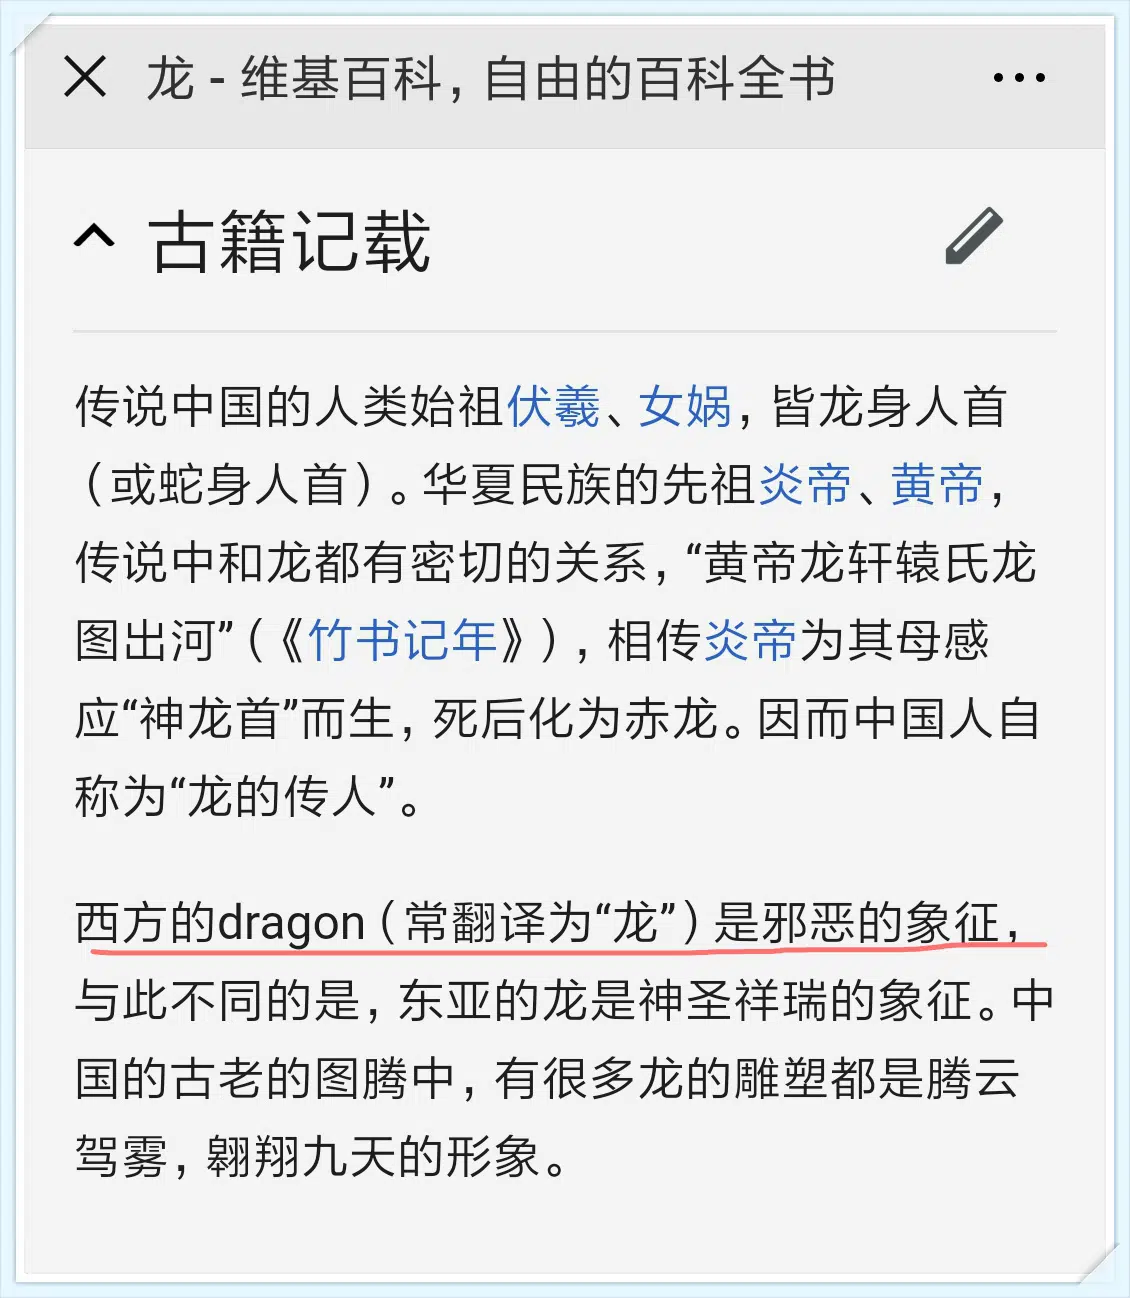 龙 - 维基百科，自由的百科全书
古籍记载
传说中国的人类始祖伏羲、女娲，皆龙身人首
（或蛇身人首）。华夏民族的先祖炎帝、黄帝，
传说中和龙都有密切的关系，“黄帝龙轩辕氏龙
图出河”（《竹书记年》），相传炎帝为其母感
应“神龙首”而生，死后化为赤龙。因而中国人自
称为“龙的传人”。
西方的dragon（常翻译为“龙”）是邪恶的象征，
与此不同的是，东亚的龙是神圣祥瑞的象征。中
国的古老的图腾中，有很多龙的雕塑都是腾云
驾雾，翱翔九天的形象。